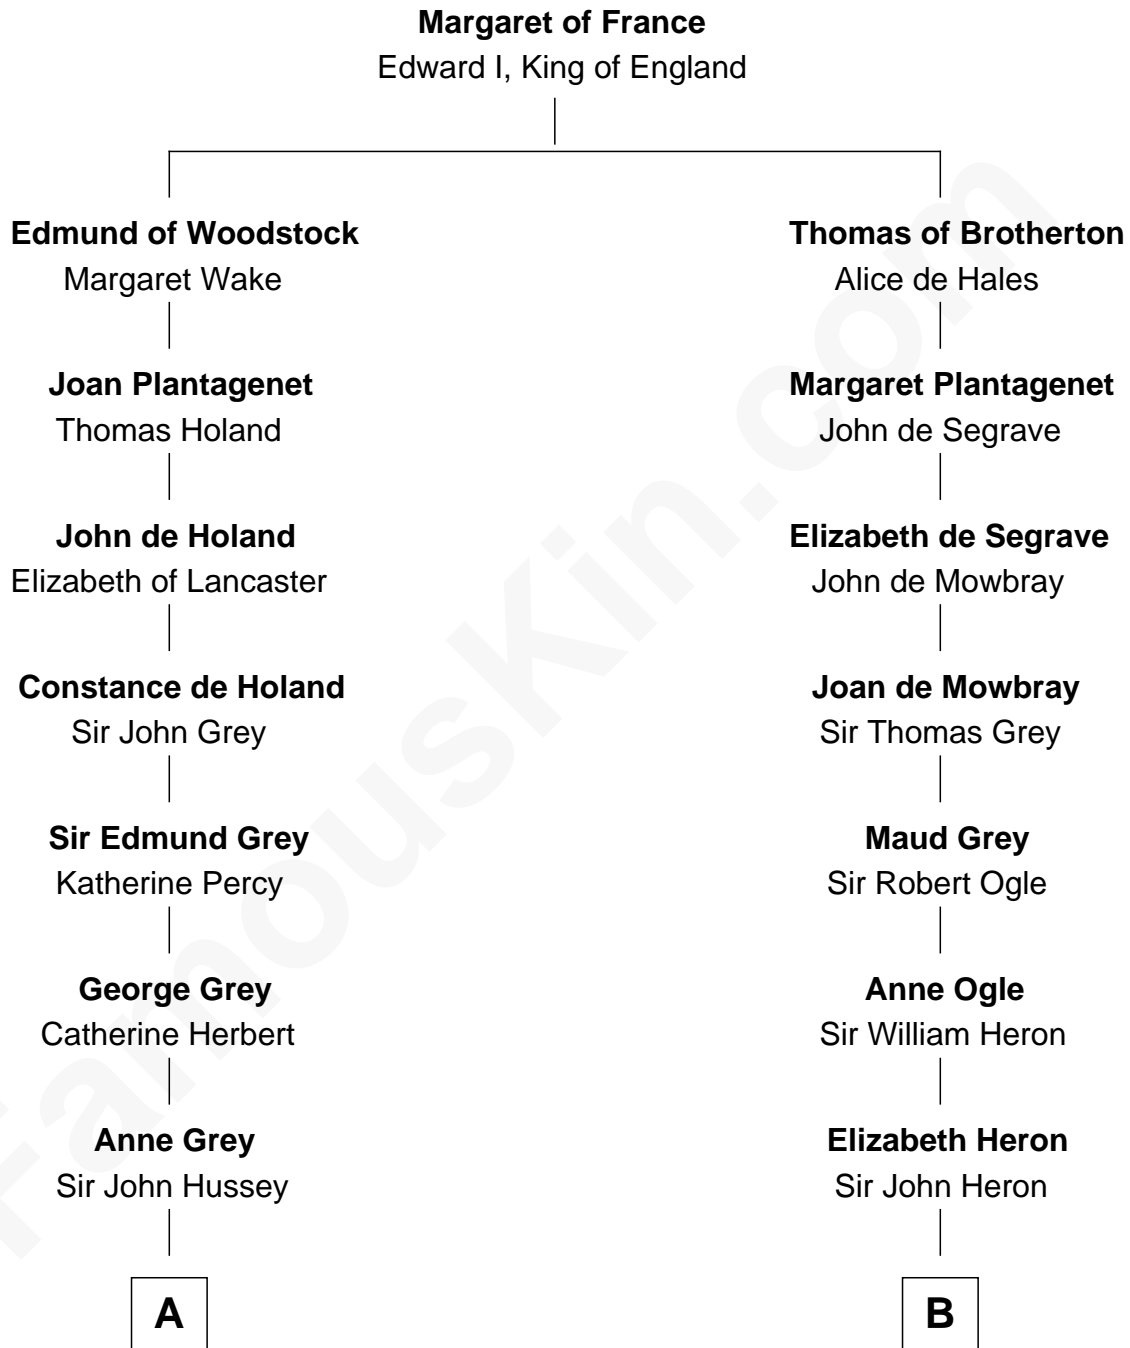 Margaret of France
Edward I, King of England
Edmund of Woodstock
Margaret Wake
Thomas of Brotherton
Alice de Hales
Joan Plantagenet
Thomas Holand
Margaret Plantagenet
John de Segrave
John de Holand
Elizabeth of Lancaster
Elizabeth de Segrave
John de Mowbray
Constance de Holand
Sir John Grey
Joan de Mowbray
Sir Thomas Grey
Sir Edmund Grey
Katherine Percy
Maud Grey
Sir Robert Ogle
George Grey
Catherine Herbert
Anne Ogle
Sir William Heron
Anne Grey
Sir John Hussey
Elizabeth Heron
Sir John Heron
A
B
FamousKin.com